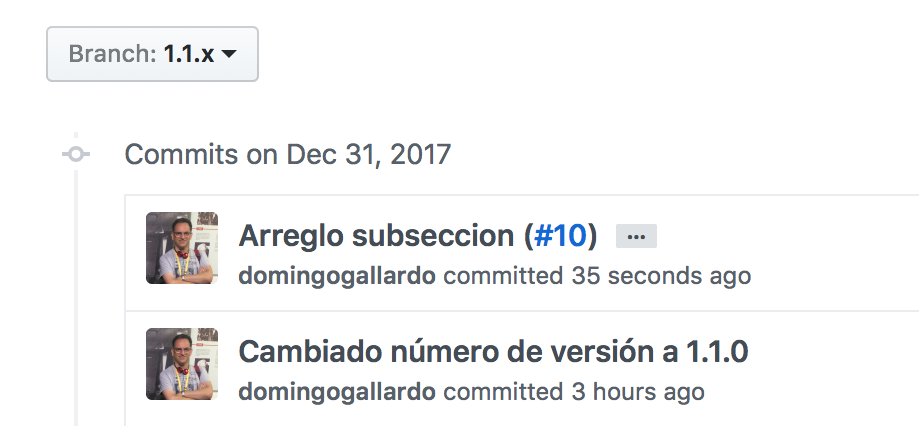 Branch: 1.1.x
Commits on Dec 31, 2017
Arreglo subseccion (#10) …
domingogallardo committed 35 seconds ago
Cambiado número de versión a 1.1.0
domingogallardo committed 3 hours ago